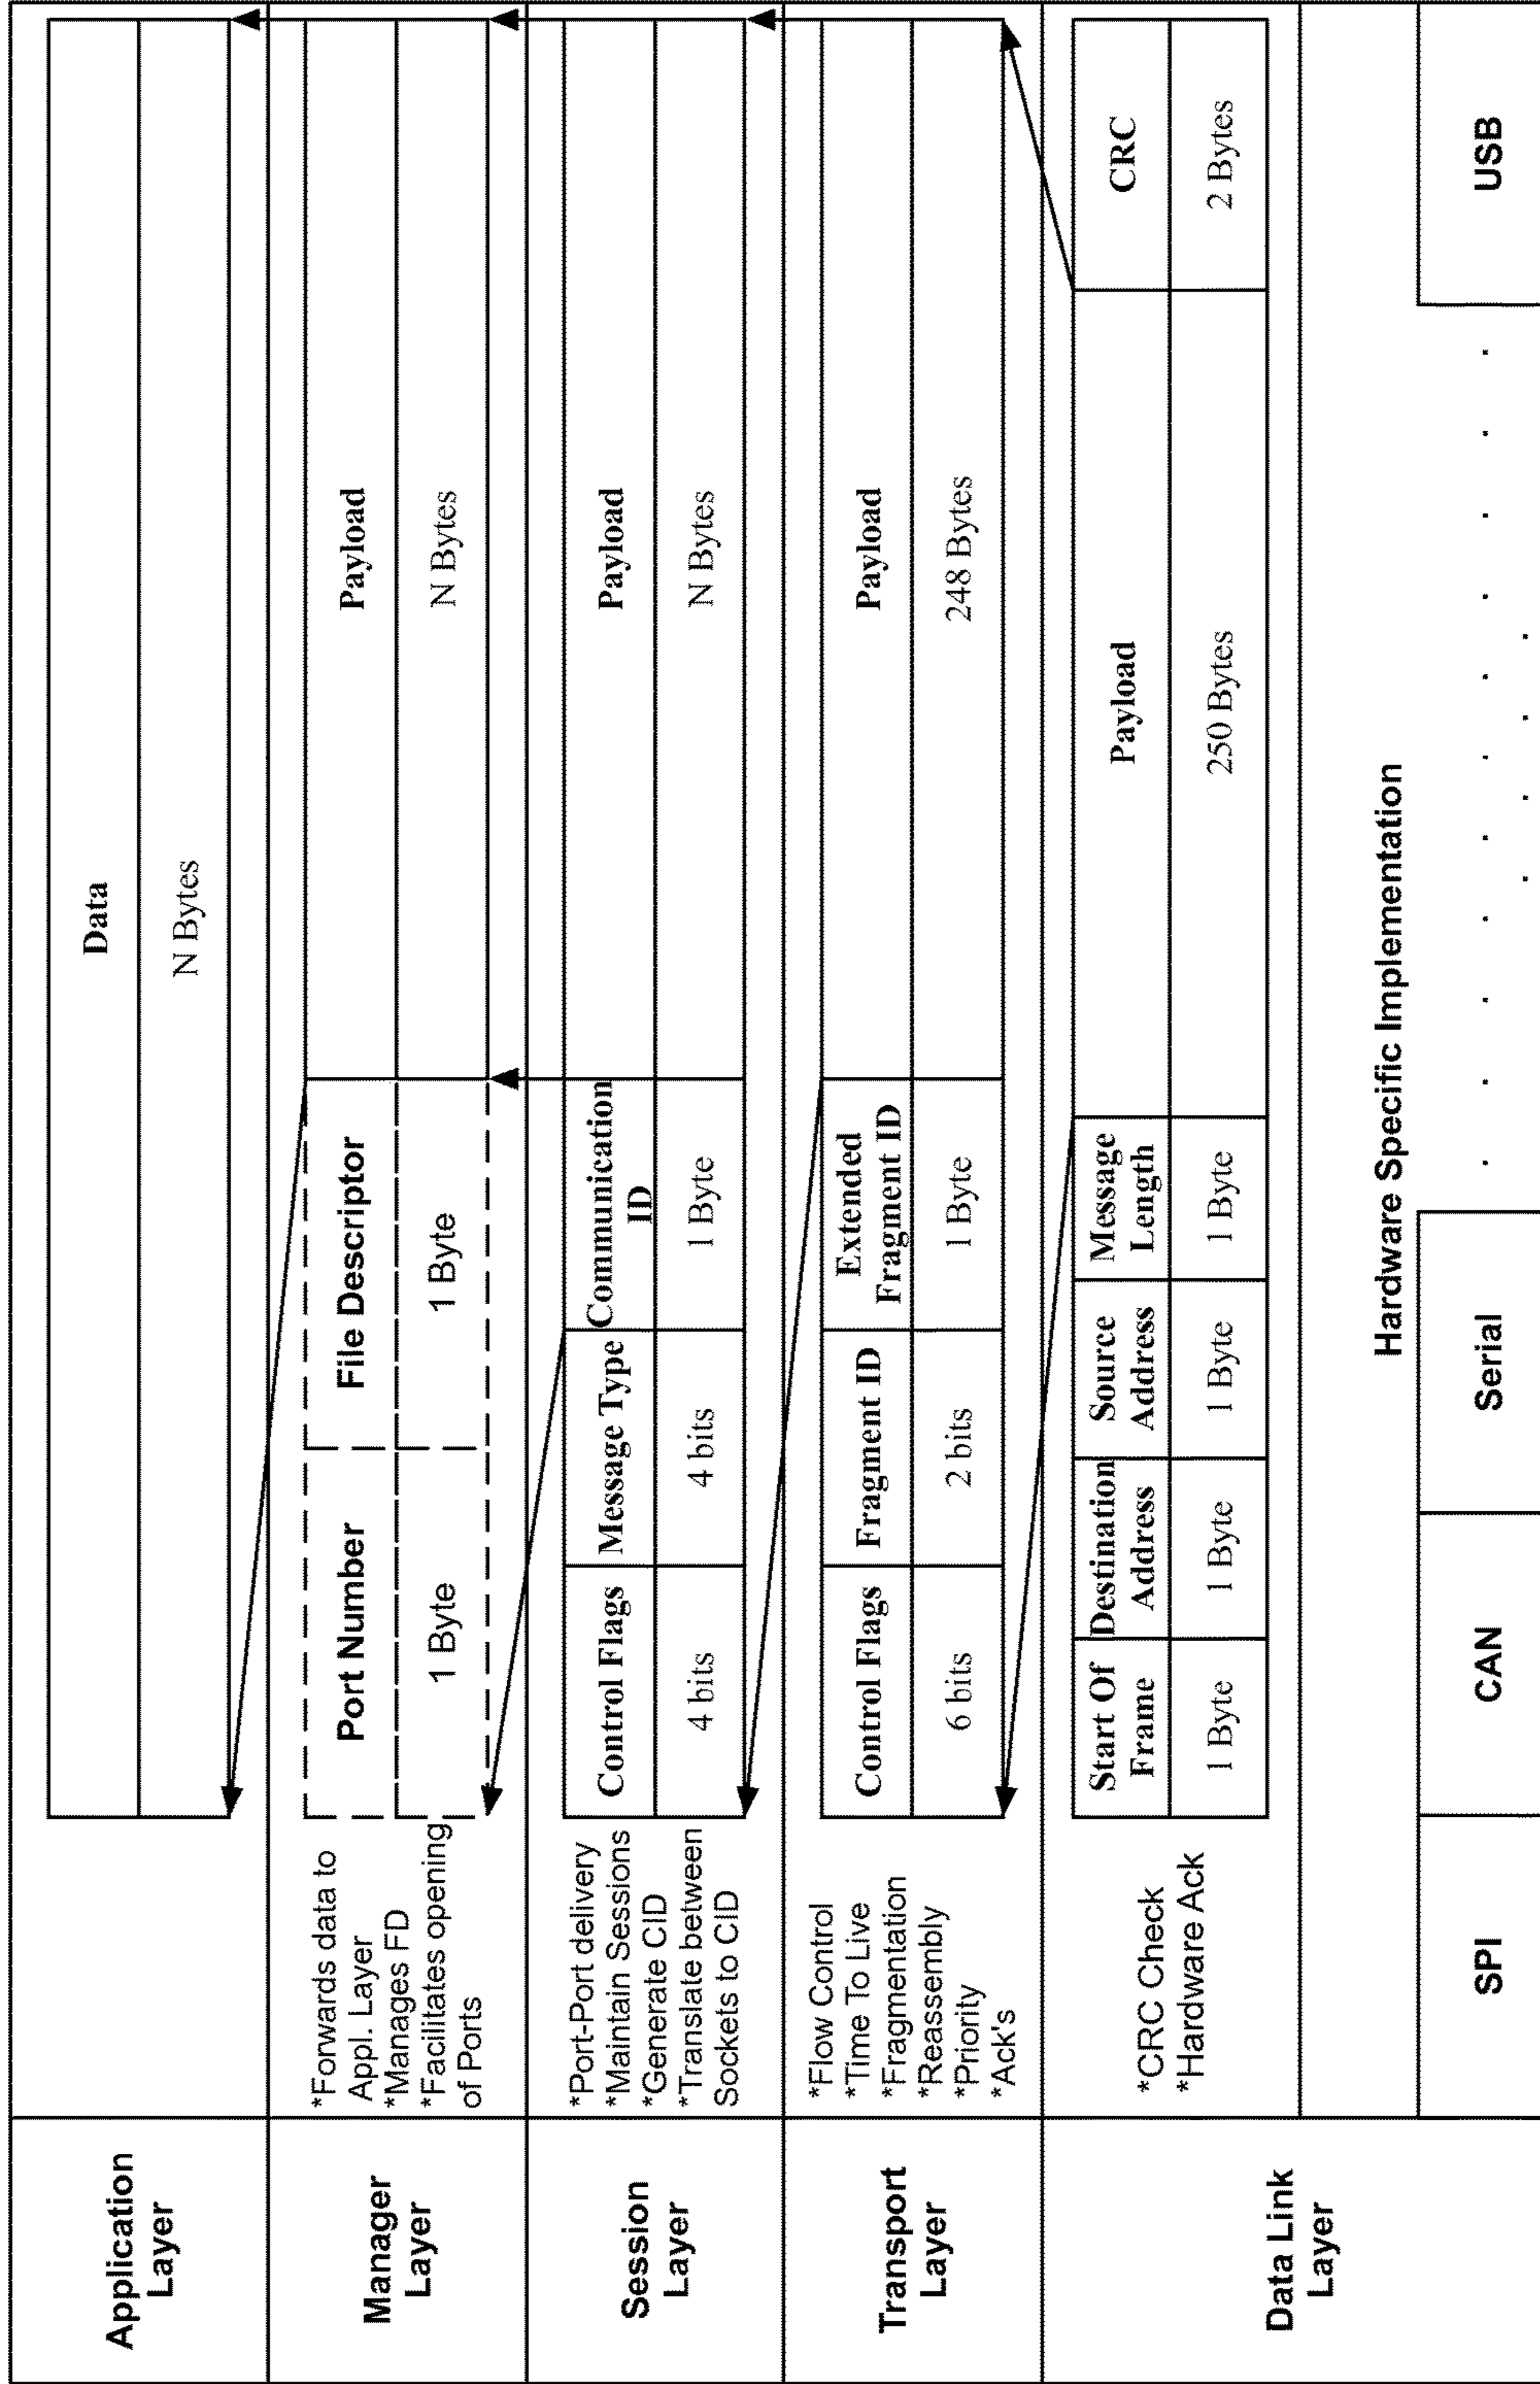 Application
Layer
Data
N Bytes
Manager
Layer
*Forwards data to
Appl. Layer
*Manages FD
*Facilitates opening
of Ports
Port Number
File Descriptor
Payload
1 Byte
1 Byte
N Bytes
Session
Layer
*Port-Port delivery
*Maintain Sessions
*Generate CID
*Translate between
Sockets to CID
Control Flags
Message Type
Communication
ID
Payload
4 bits
4 bits
1 Byte
N Bytes
Transport
Layer
*Flow Control
*Time To Live
*Fragmentation
*Reassembly
*Priority
*Ack's
Control Flags
Fragment ID
Extended
Fragment ID
Payload
6 bits
2 bits
1 Byte
248 Bytes
Data Link
Layer
*CRC Check
*Hardware Ack
Start Of
Frame
Destination
Address
Source
Address
Message
Length
Payload
CRC
1 Byte
1 Byte
1 Byte
1 Byte
250 Bytes
2 Bytes
Hardware Specific Implementation
SPI
CAN
Serial
. . . . . . . . . . .
USB
. . . .